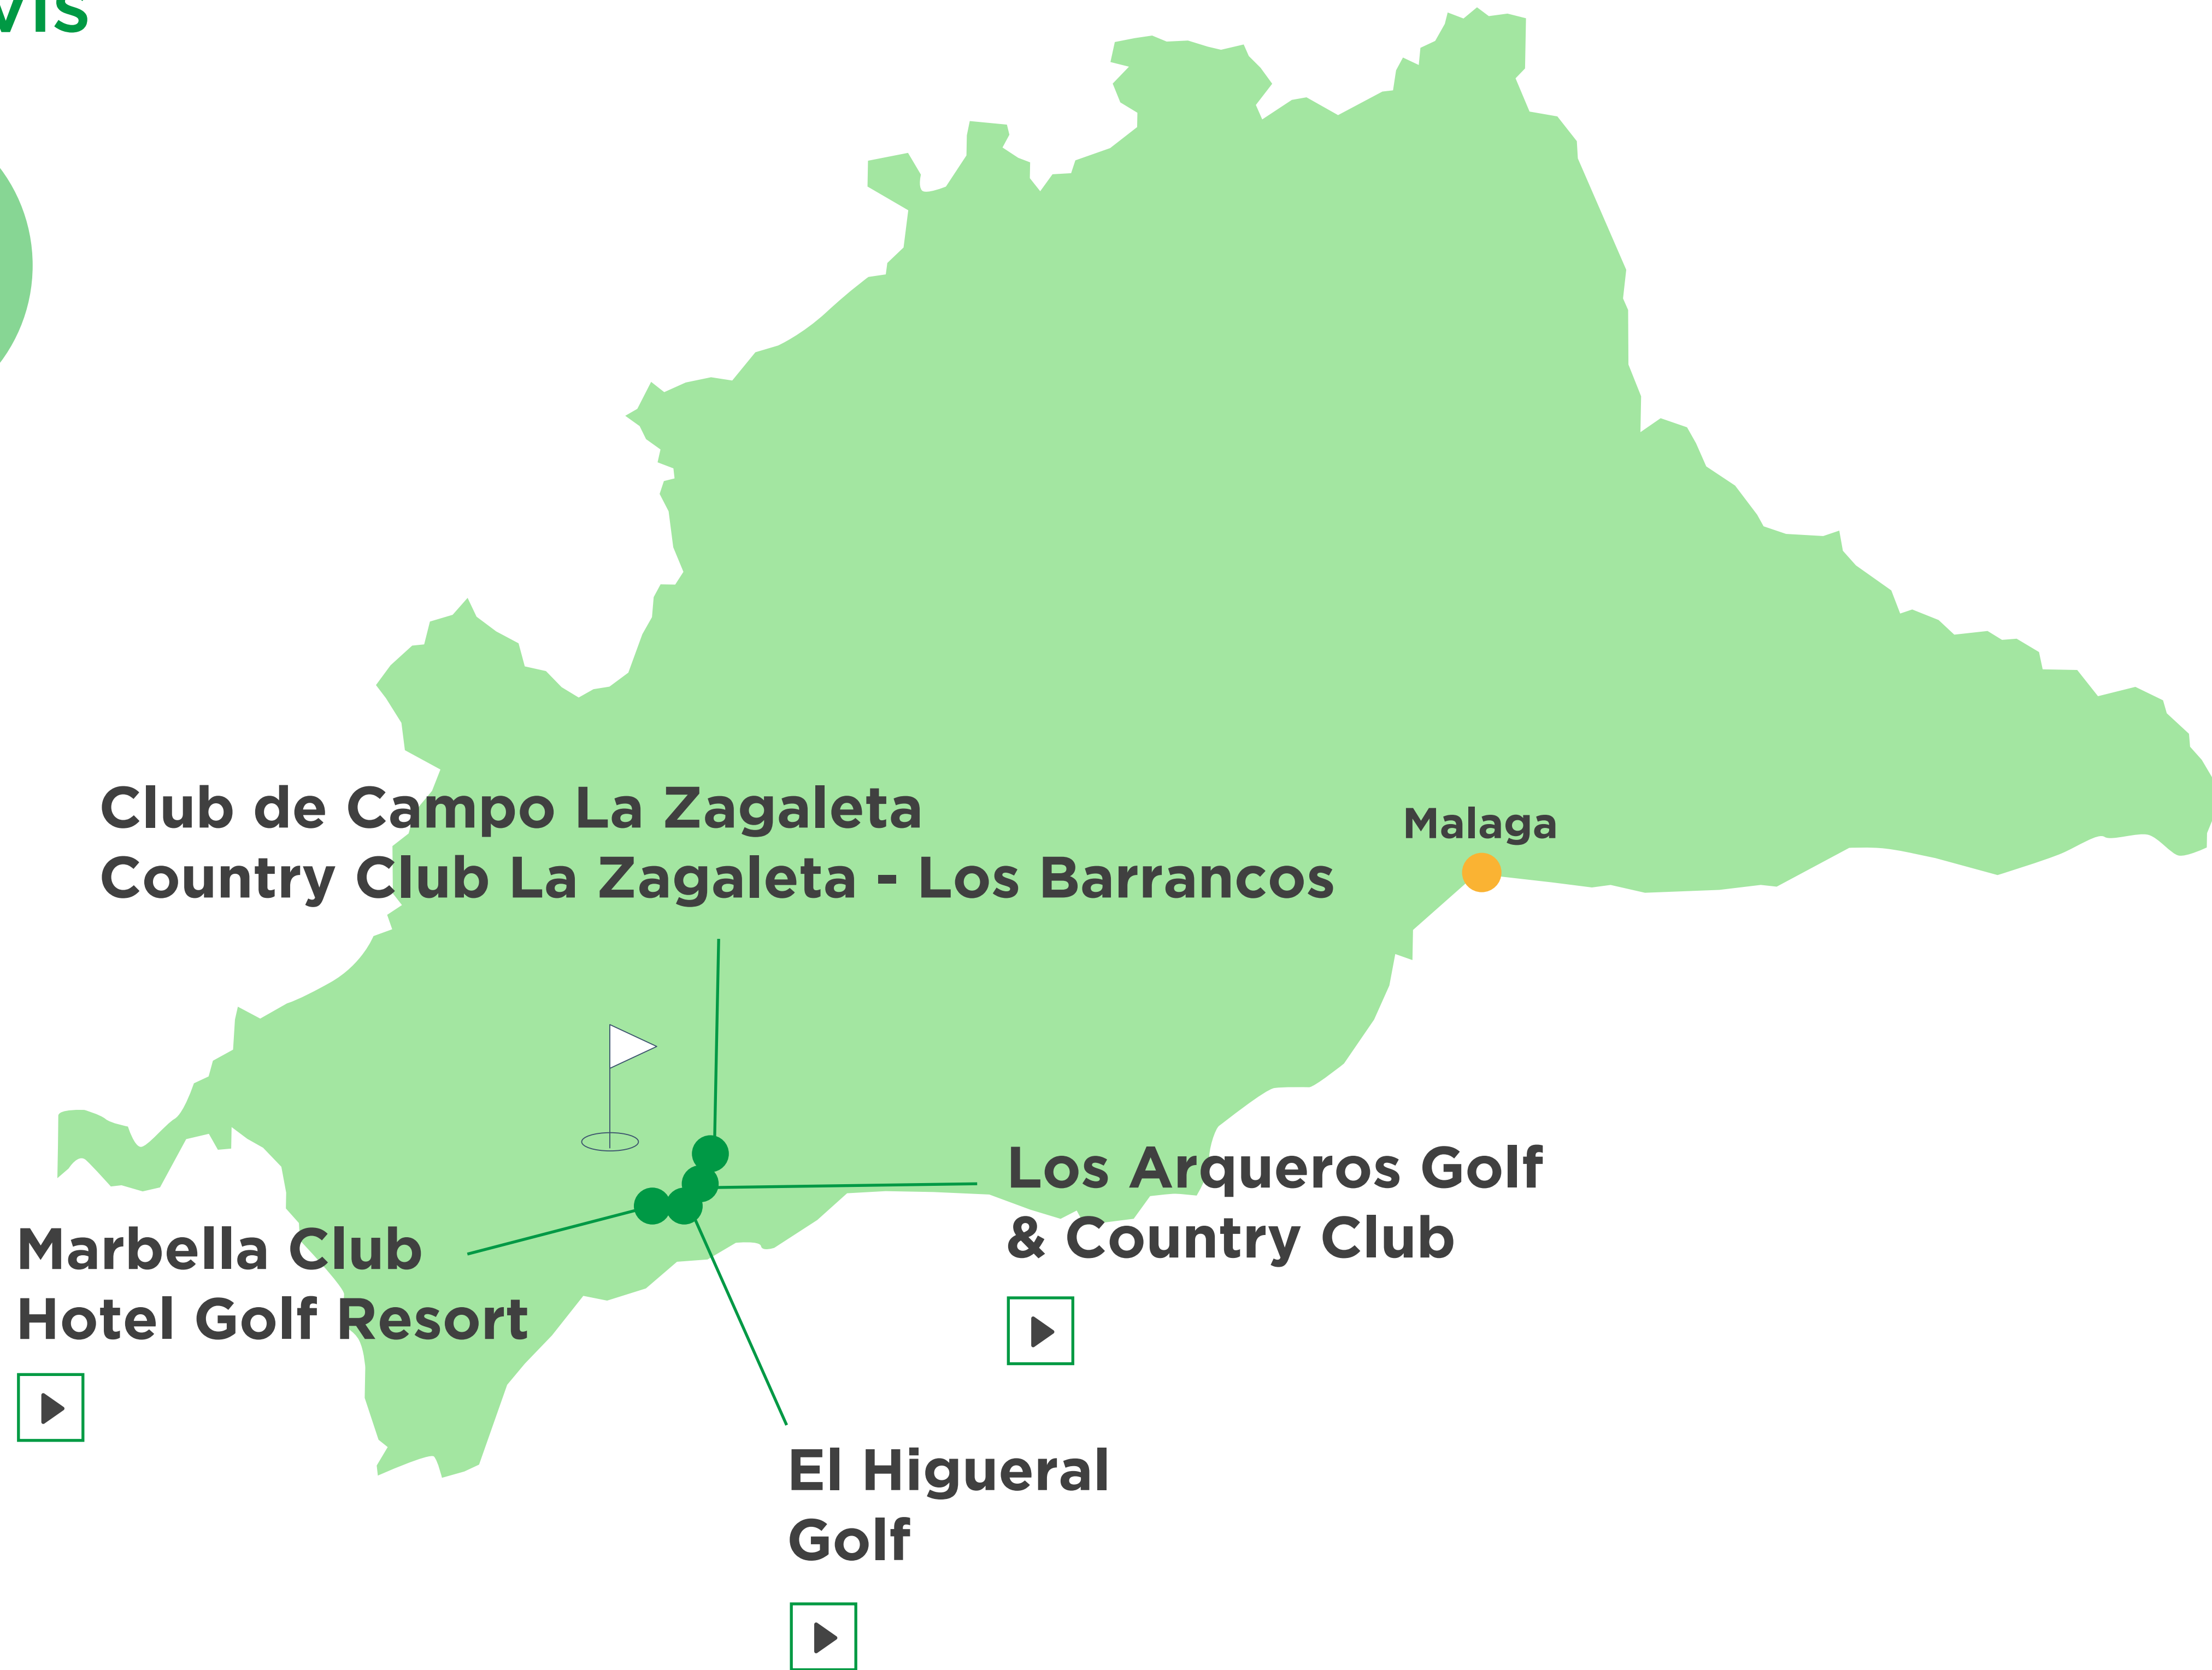 Club de Campo La Zagaleta
Country Club La Zagaleta - Los Barrancos
Malaga
Los Arqueros Golf
& Country Club
Marbella Club
Hotel Golf Resort
El Higueral
Golf